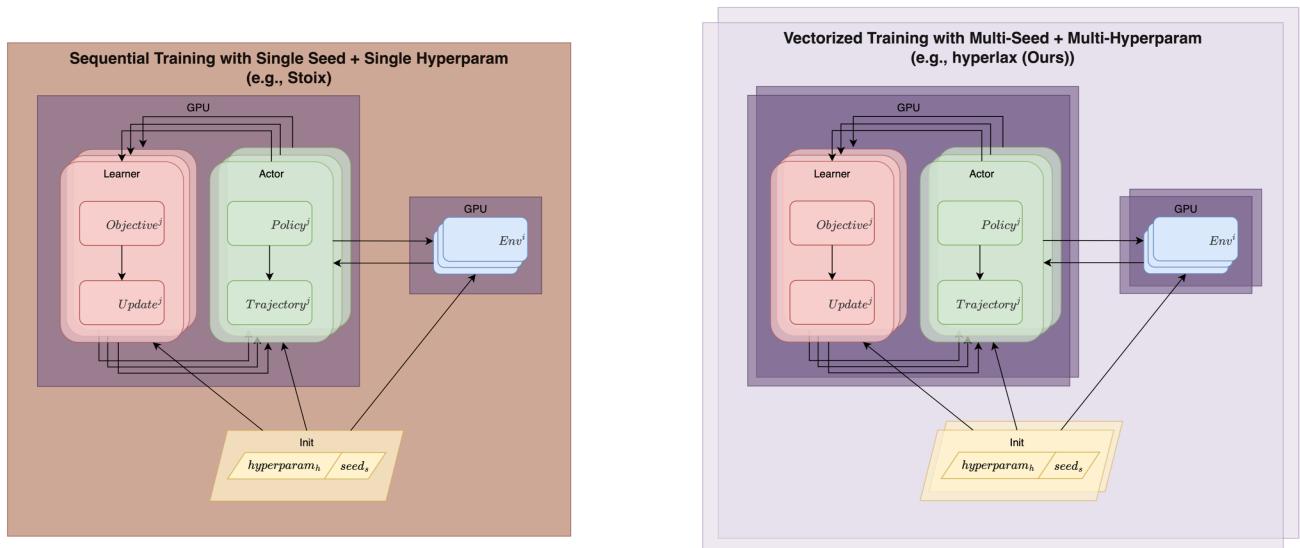 Sequential Training with Single Seed + Single Hyperparam
(e.g., Stoix)
GPU
Learner
Actor
Objective^j
Policy^j
GPU
Env^i
Update^j
Trajectory^j
Init
hyperparam_h
seed_s
Vectorized Training with Multi-Seed + Multi-Hyperparam
(e.g., hyperlax (Ours))
GPU
Learner
Actor
Objective^j
Policy^j
GPU
Env^i
Update^j
Trajectory^j
Init
hyperparam_h
seed_s